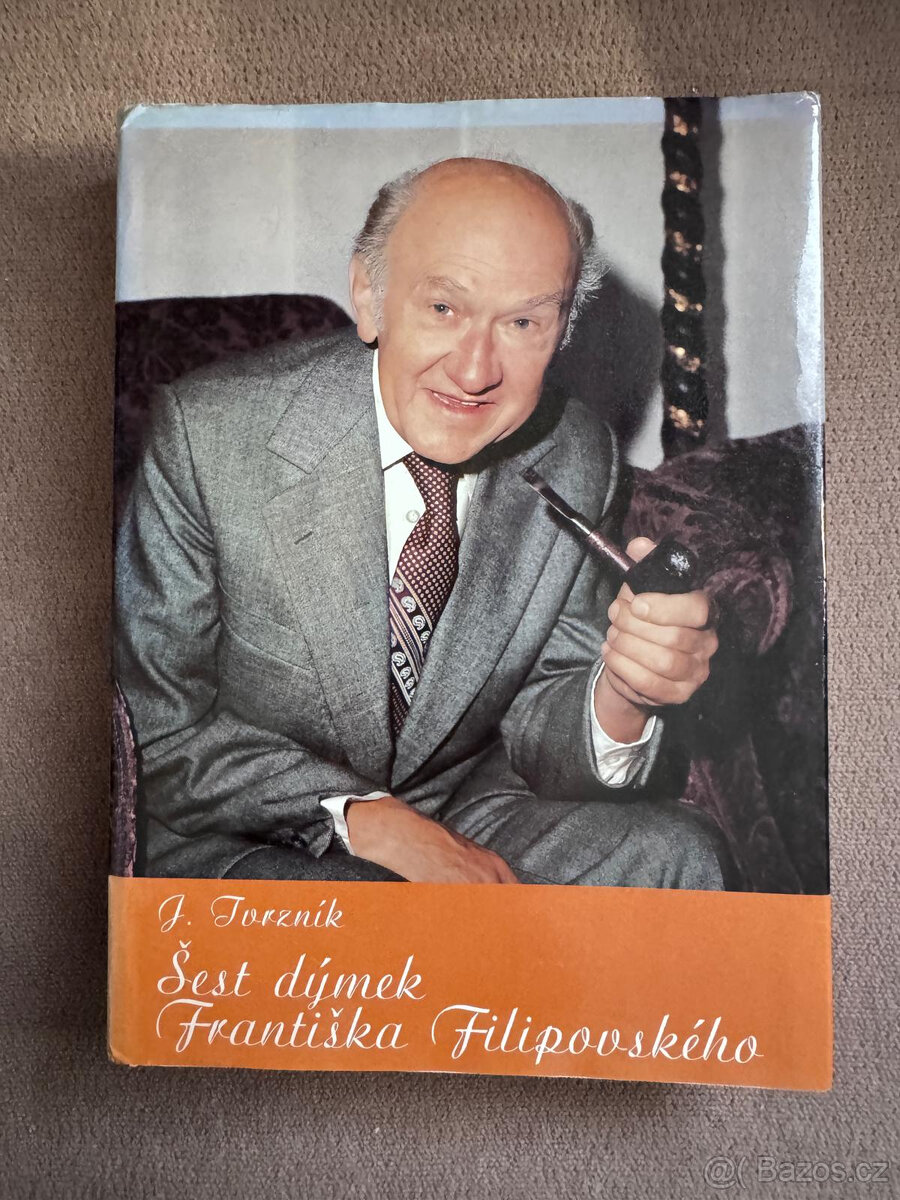 J. Tvrzník
Šest dýmek
Františka Filipovského
@( Bazos.cz